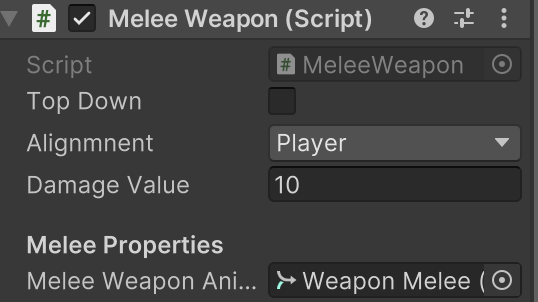 Melee Weapon (Script)
Script MeleeWeapon
Top Down
Alignmnent Player
Damage Value 10
Melee Properties
Melee Weapon Ani... Weapon Melee (